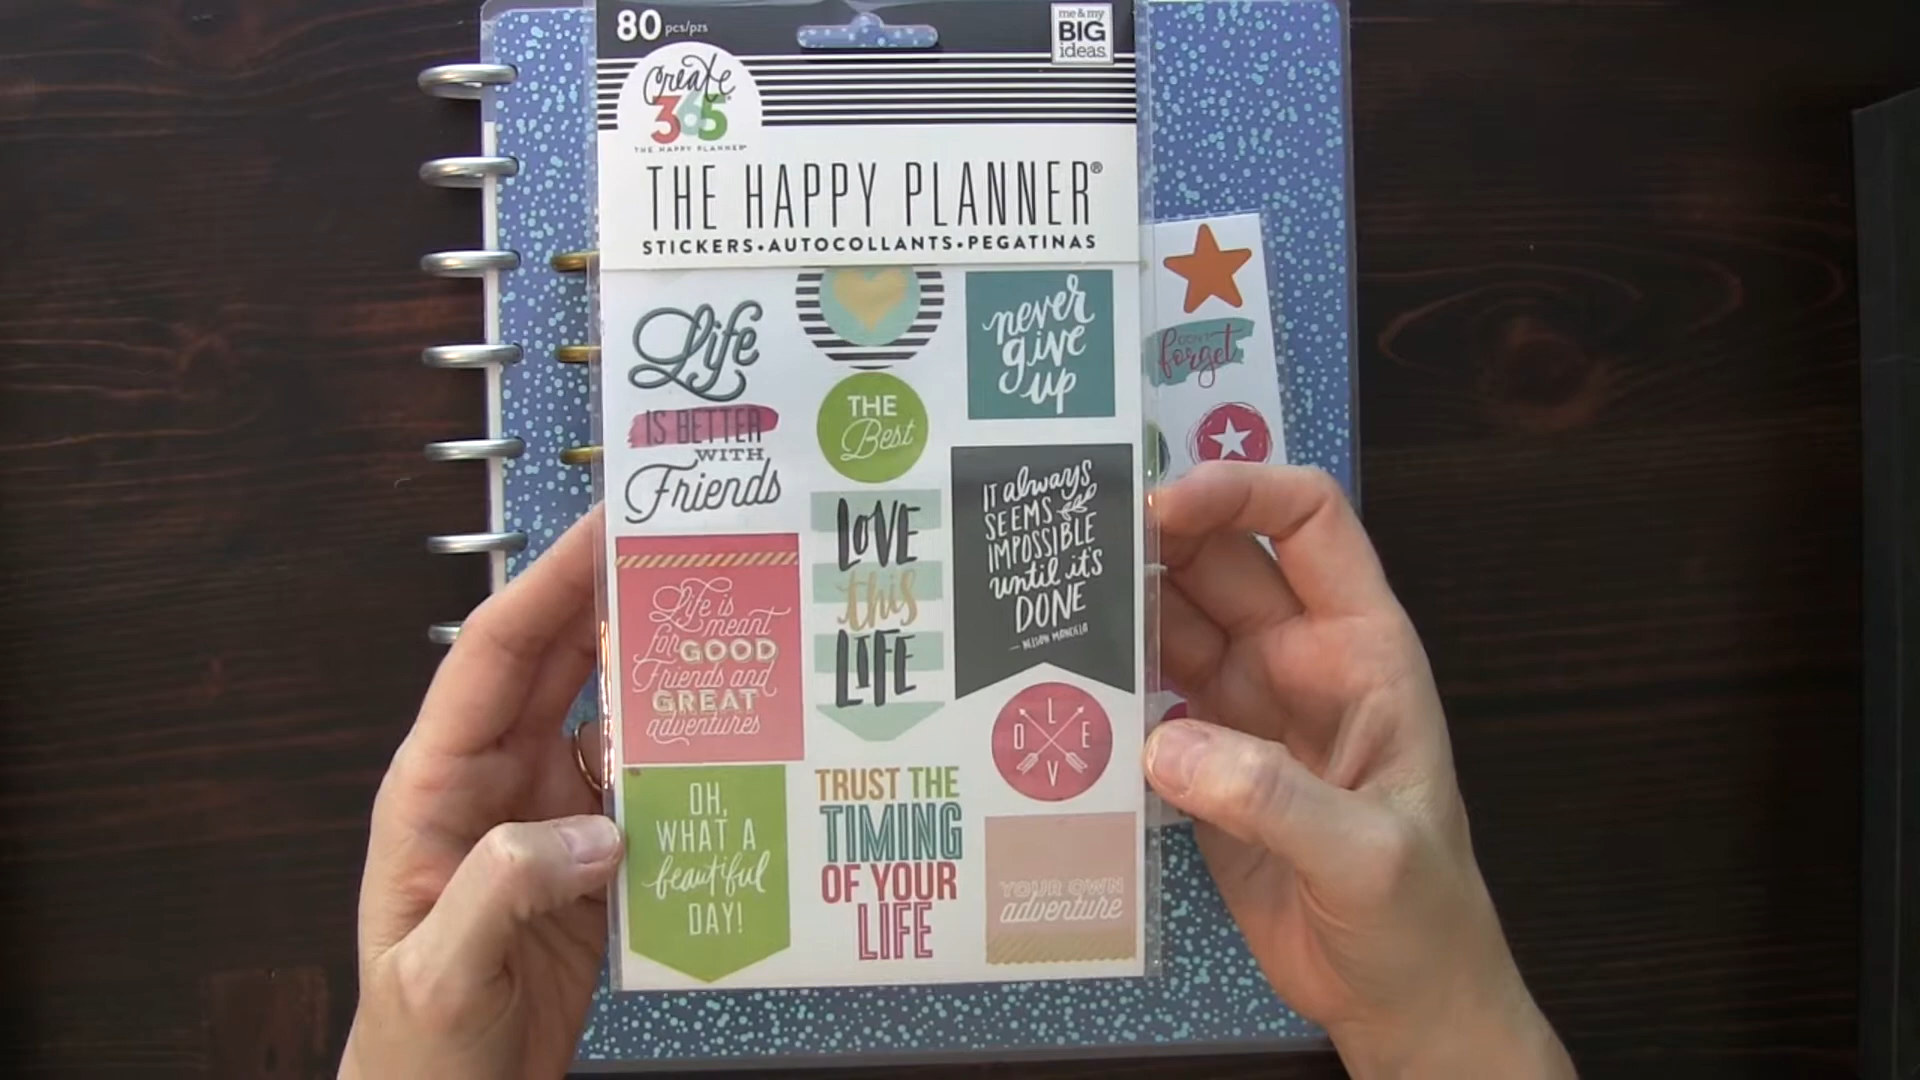 80 pcs/pzs
me & my
BIG
ideas.
Create
365
THE HAPPY PLANNER
THE HAPPY PLANNER®
STICKERS•AUTOCOLLANTS•PEGATINAS
Life
IS BETTER
WITH
Friends
THE
Best
never
give
up
forget
LOVE
this
LIFE
IT always
SEEMS
IMPOSSIBLE
until it's
DONE
— NELSON MANDELA
Life is
meant
for GOOD
Friends and
GREAT
adventures
L
O E
V
OH,
WHAT A
beautiful
DAY!
TRUST THE
TIMING
OF YOUR
LIFE
YOUR OWN
adventure